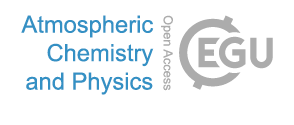 Atmospheric
Chemistry
and Physics
Open Access
EGU